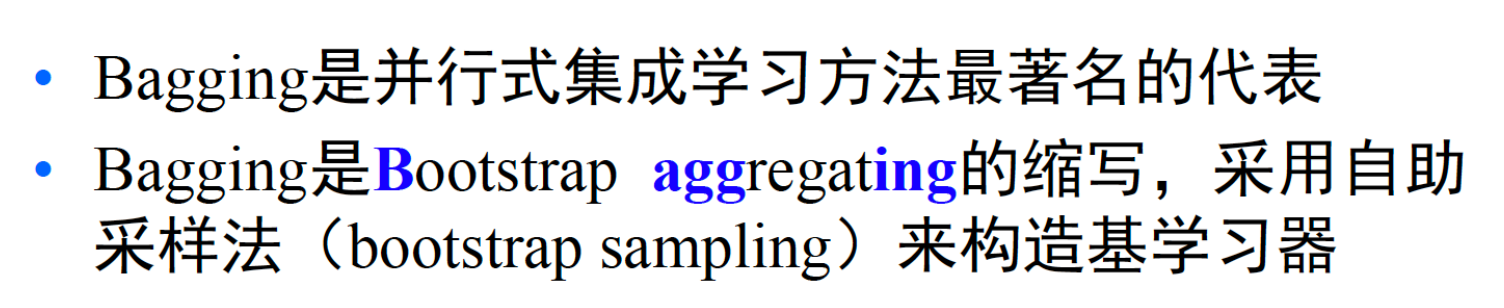 • Bagging是并行式集成学习方法最著名的代表
• Bagging是Bootstrap aggregating的缩写，采用自助
采样法（bootstrap sampling）来构造基学习器